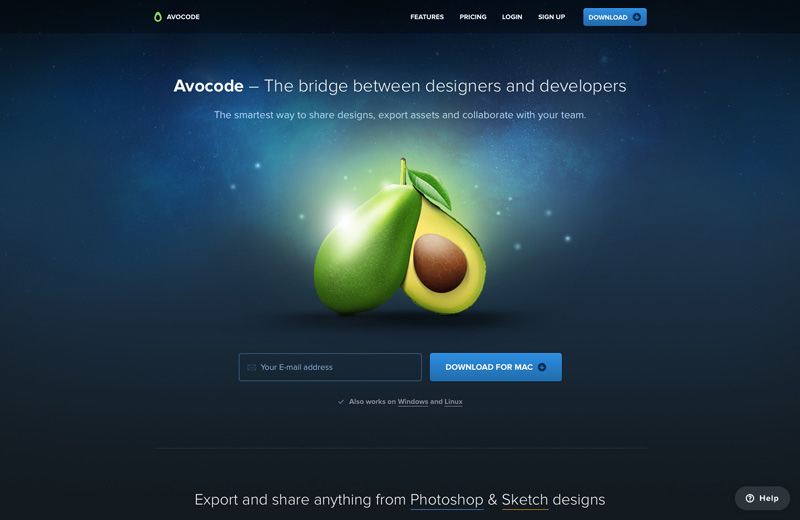 AVOCODE
FEATURES PRICING LOGIN SIGN UP DOWNLOAD
Avocode – The bridge between designers and developers
The smartest way to share designs, export assets and collaborate with your team.
Your E-mail address
DOWNLOAD FOR MAC
Also works on Windows and Linux
Export and share anything from Photoshop & Sketch designs
Help